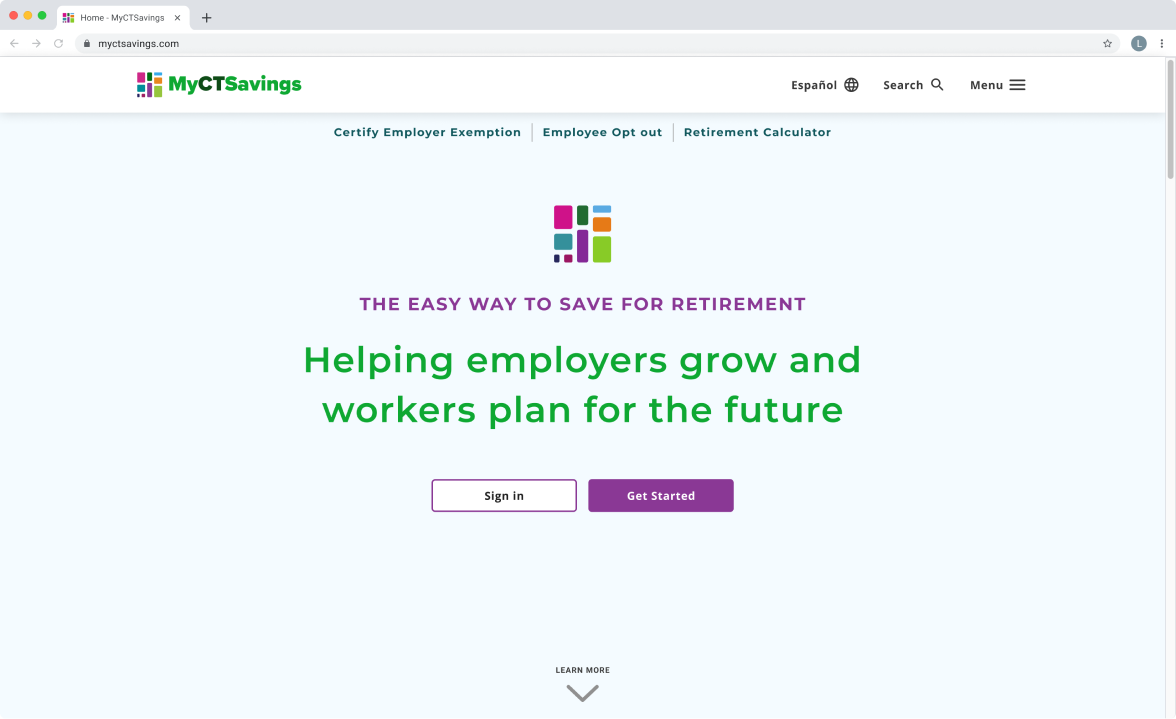 Home - MyCTSavings
myctsavings.com
L
MyCTSavings
Español
Search
Menu
Certify Employer Exemption
Employee Opt out
Retirement Calculator
THE EASY WAY TO SAVE FOR RETIREMENT
Helping employers grow and
workers plan for the future
Sign in
Get Started
LEARN MORE